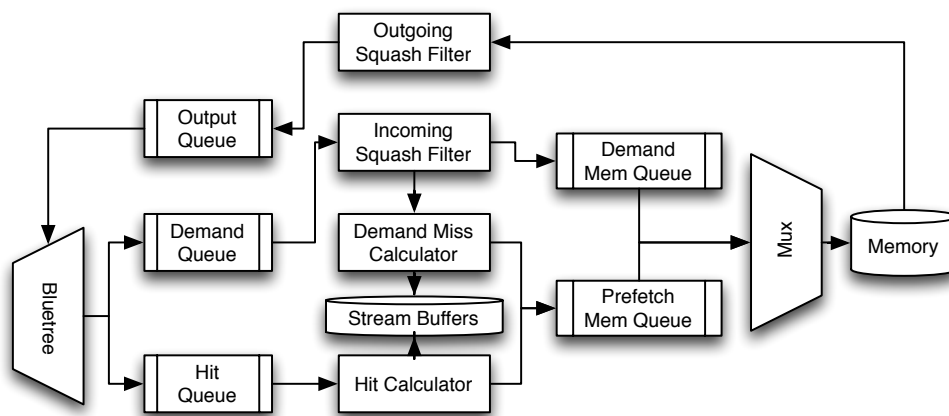 Outgoing
Squash Filter
Output
Queue
Incoming
Squash Filter
Demand
Mem Queue
Demand
Queue
Demand Miss
Calculator
Mux
Memory
Bluetree
Stream Buffers
Prefetch
Mem Queue
Hit
Queue
Hit Calculator